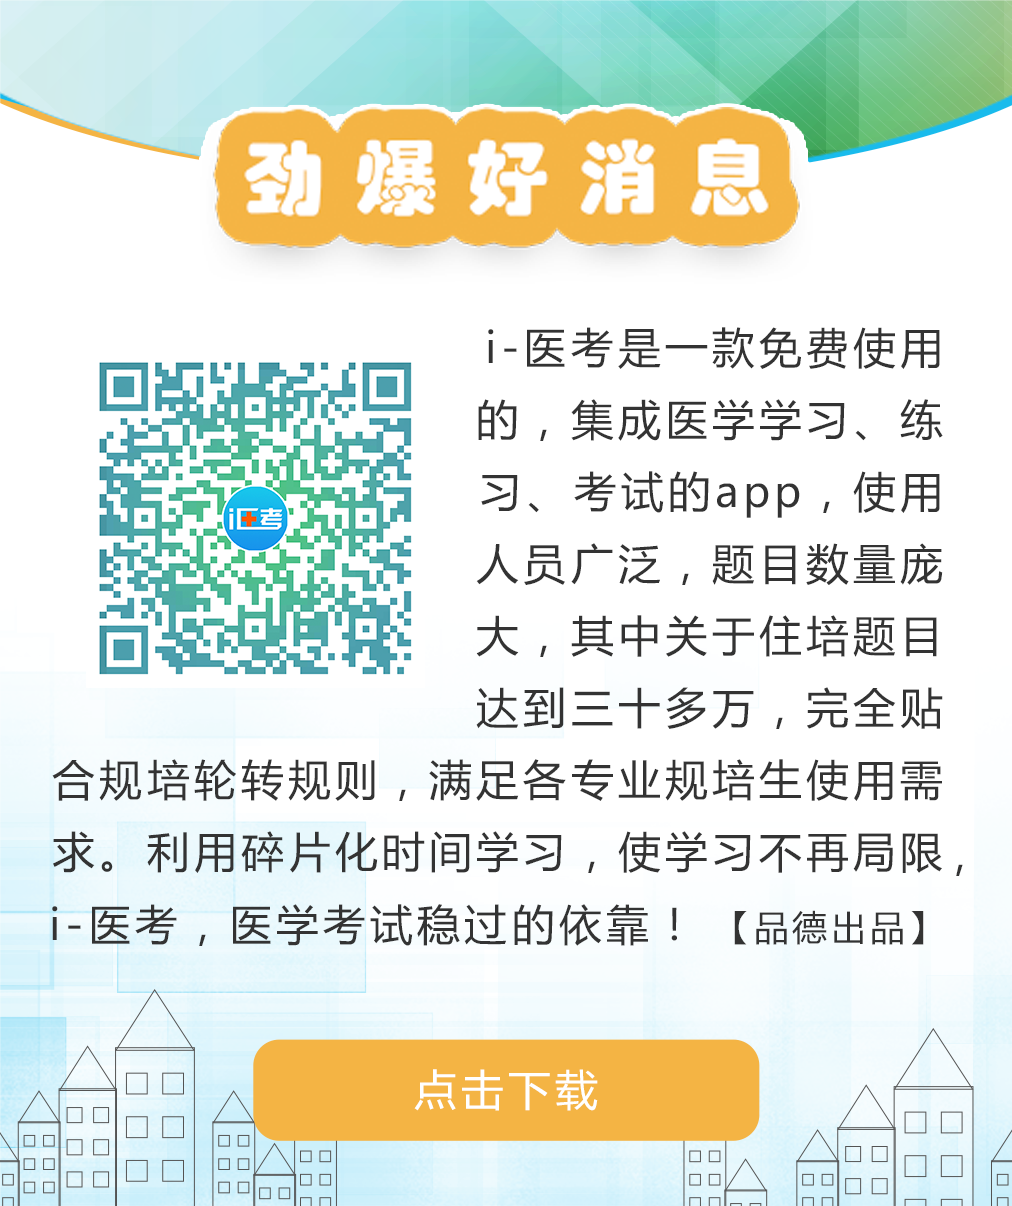 劲爆好消息
i-医考是一款免费使用
的，集成医学学习、练
习、考试的app，使用
人员广泛，题目数量庞
大，其中关于住培题目
达到三十多万，完全贴
i医考
合规培轮转规则，满足各专业规培生使用需
求。利用碎片化时间学习，使学习不再局限，
i-医考，医学考试稳过的依靠！【品德出品】
点击下载